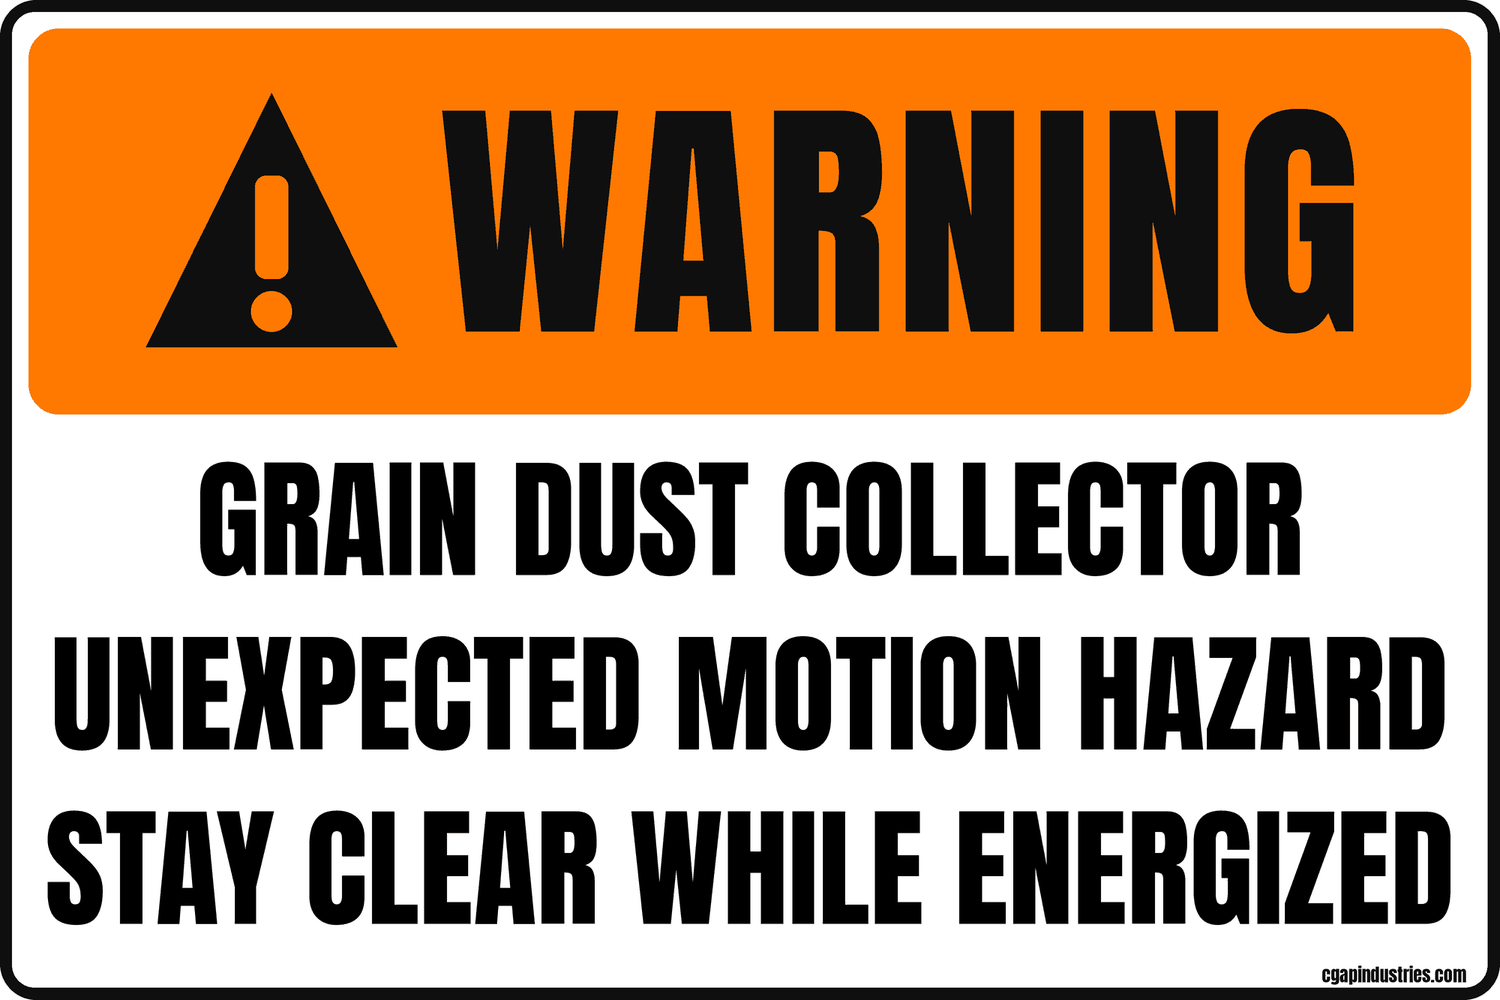 WARNING
GRAIN DUST COLLECTOR
UNEXPECTED MOTION HAZARD
STAY CLEAR WHILE ENERGIZED
cgapindustries.com